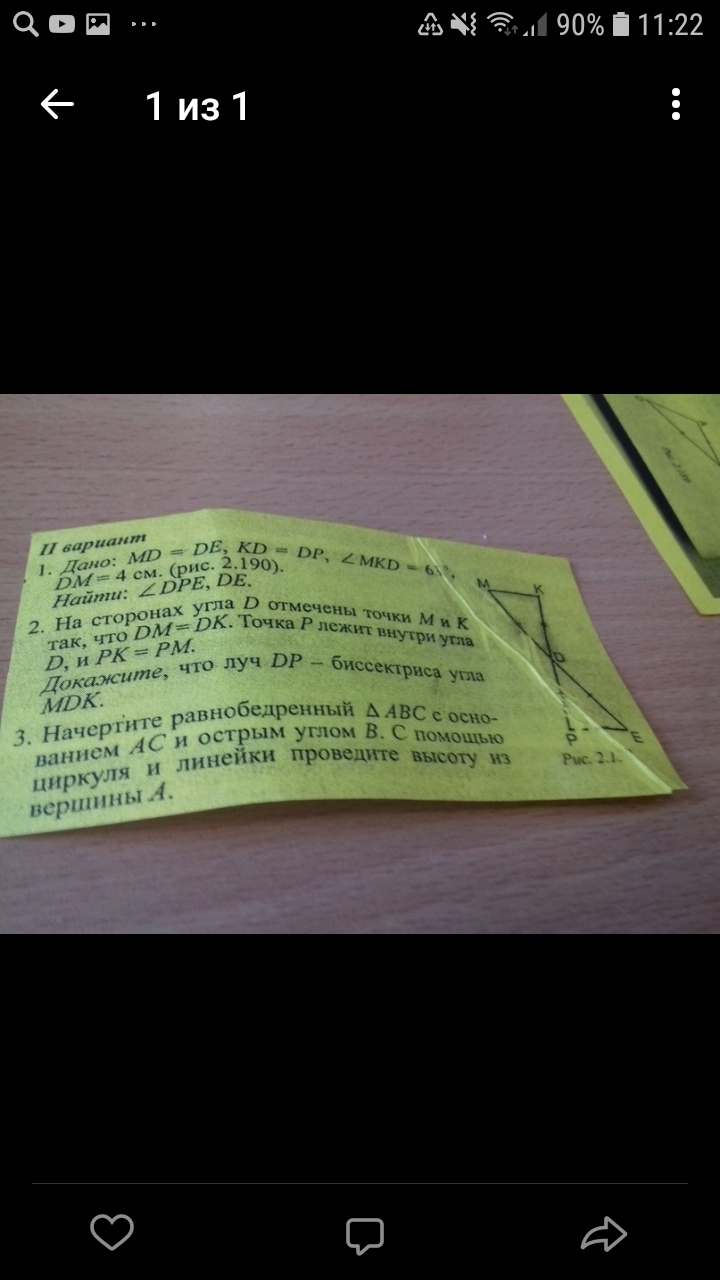 90% 11:22
1 из 1
II вариант
1. Дано: MD = DE, KD = DP, ∠MKD =
DM = 4 см. (рис. 2.190).
Найти: ∠DPE, DE.
2. На сторонах угла D отмечены точки M и K
так, что DM = DK. Точка P лежит внутри угла
D, и PK = PM.
Докажите, что луч DP – биссектриса угла
MDK.
3. Начертите равнобедренный Δ ABC с осно-
ванием AC и острым углом B. С помощью
циркуля и линейки проведите высоту из
вершины A.
M K
D
P E
Рис.